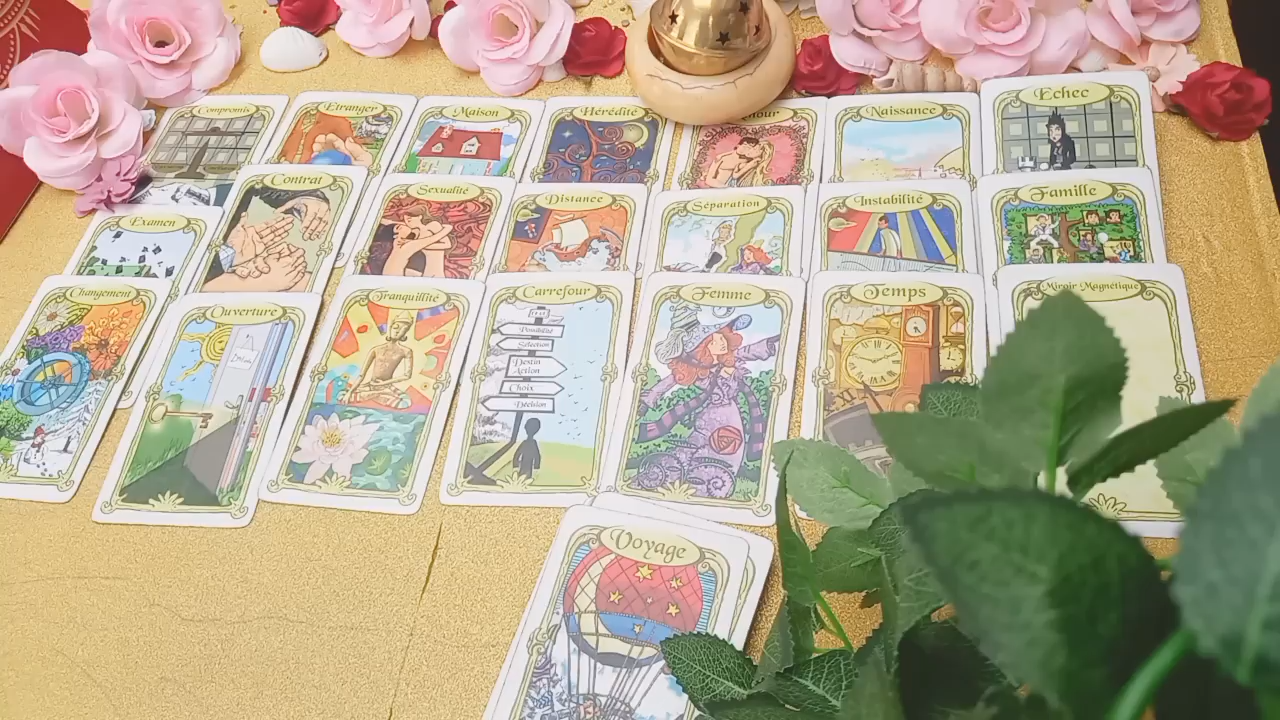 Compromis
Etranger
Maison
Hérédité
Naissance
Echec
Contrat
Sexualité
Distance
Séparation
Instabilité
Famille
Examen
Changement
Ouverture
Tranquillité
Carrefour
Possibilité
Sélection
Destin
Action
Choix
Décision
Femme
Temps
Miroir Magnétique
Voyage